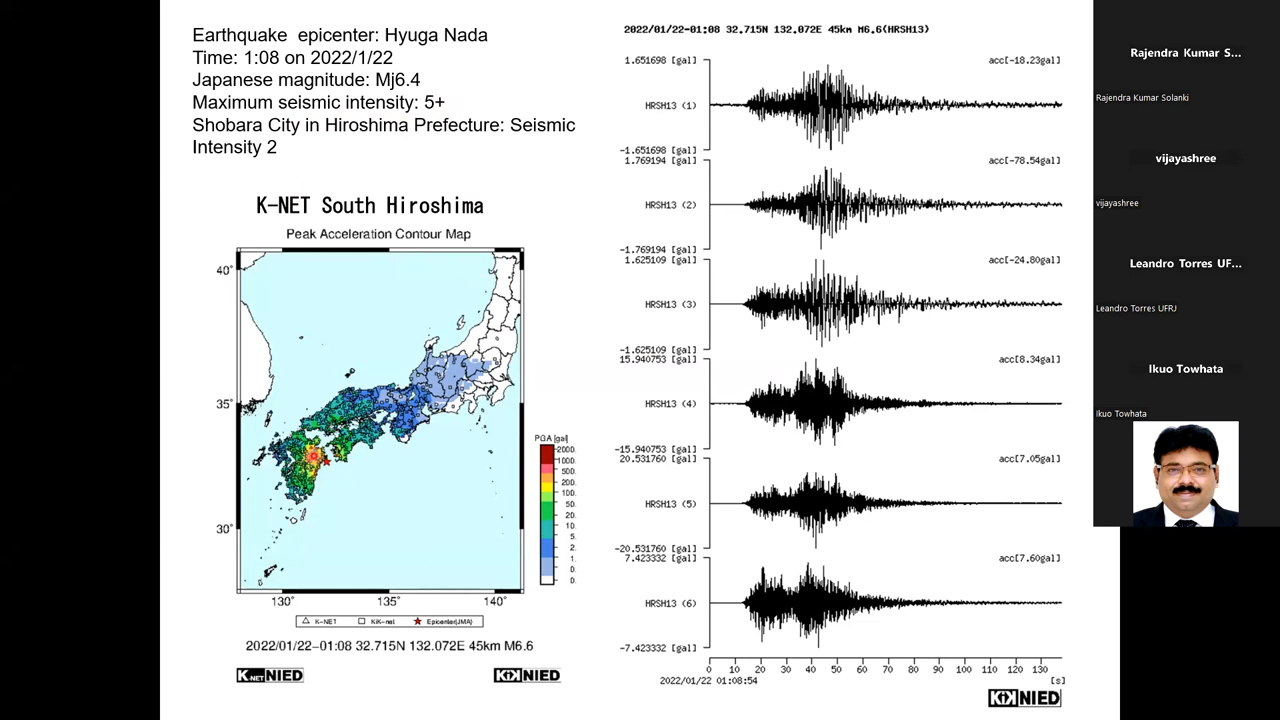 Earthquake epicenter: Hyuga Nada
Time: 1:08 on 2022/1/22
Japanese magnitude: Mj6.4
Maximum seismic intensity: 5+
Shobara City in Hiroshima Prefecture: Seismic
Intensity 2
K-NET South Hiroshima
Peak Acceleration Contour Map
40°
35°
30°
130°
135°
140°
PGA [gal]
2000.
1000.
500.
200.
100.
50.
20.
10.
5.
2.
1.
0.
0.
K-NET
KiK-net
Epicenter(JMA)
2022/01/22-01:08 32.715N 132.072E 45km M6.6
K-NET NIED
KiK NIED
2022/01/22-01:08 32.715N 132.072E 45km M6.6(HRSH13)
1.651698 [gal]
acc[-18.23gal]
HRSH13 (1)
-1.651698 [gal]
1.769194 [gal]
acc[-78.54gal]
HRSH13 (2)
-1.769194 [gal]
1.625109 [gal]
acc[-24.80gal]
HRSH13 (3)
-1.625109 [gal]
15.940753 [gal]
acc[8.34gal]
HRSH13 (4)
-15.940753 [gal]
20.531760 [gal]
acc[7.05gal]
HRSH13 (5)
-20.531760 [gal]
7.423332 [gal]
acc[7.60gal]
HRSH13 (6)
-7.423332 [gal]
0 10 20 30 40 50 60 70 80 90 100 110 120 130
2022/01/22 01:08:54
[s]
KiK NIED
Rajendra Kumar S...
Rajendra Kumar Solanki
vijayashree
vijayashree
Leandro Torres UF...
Leandro Torres UFRJ
Ikuo Towhata
Ikuo Towhata